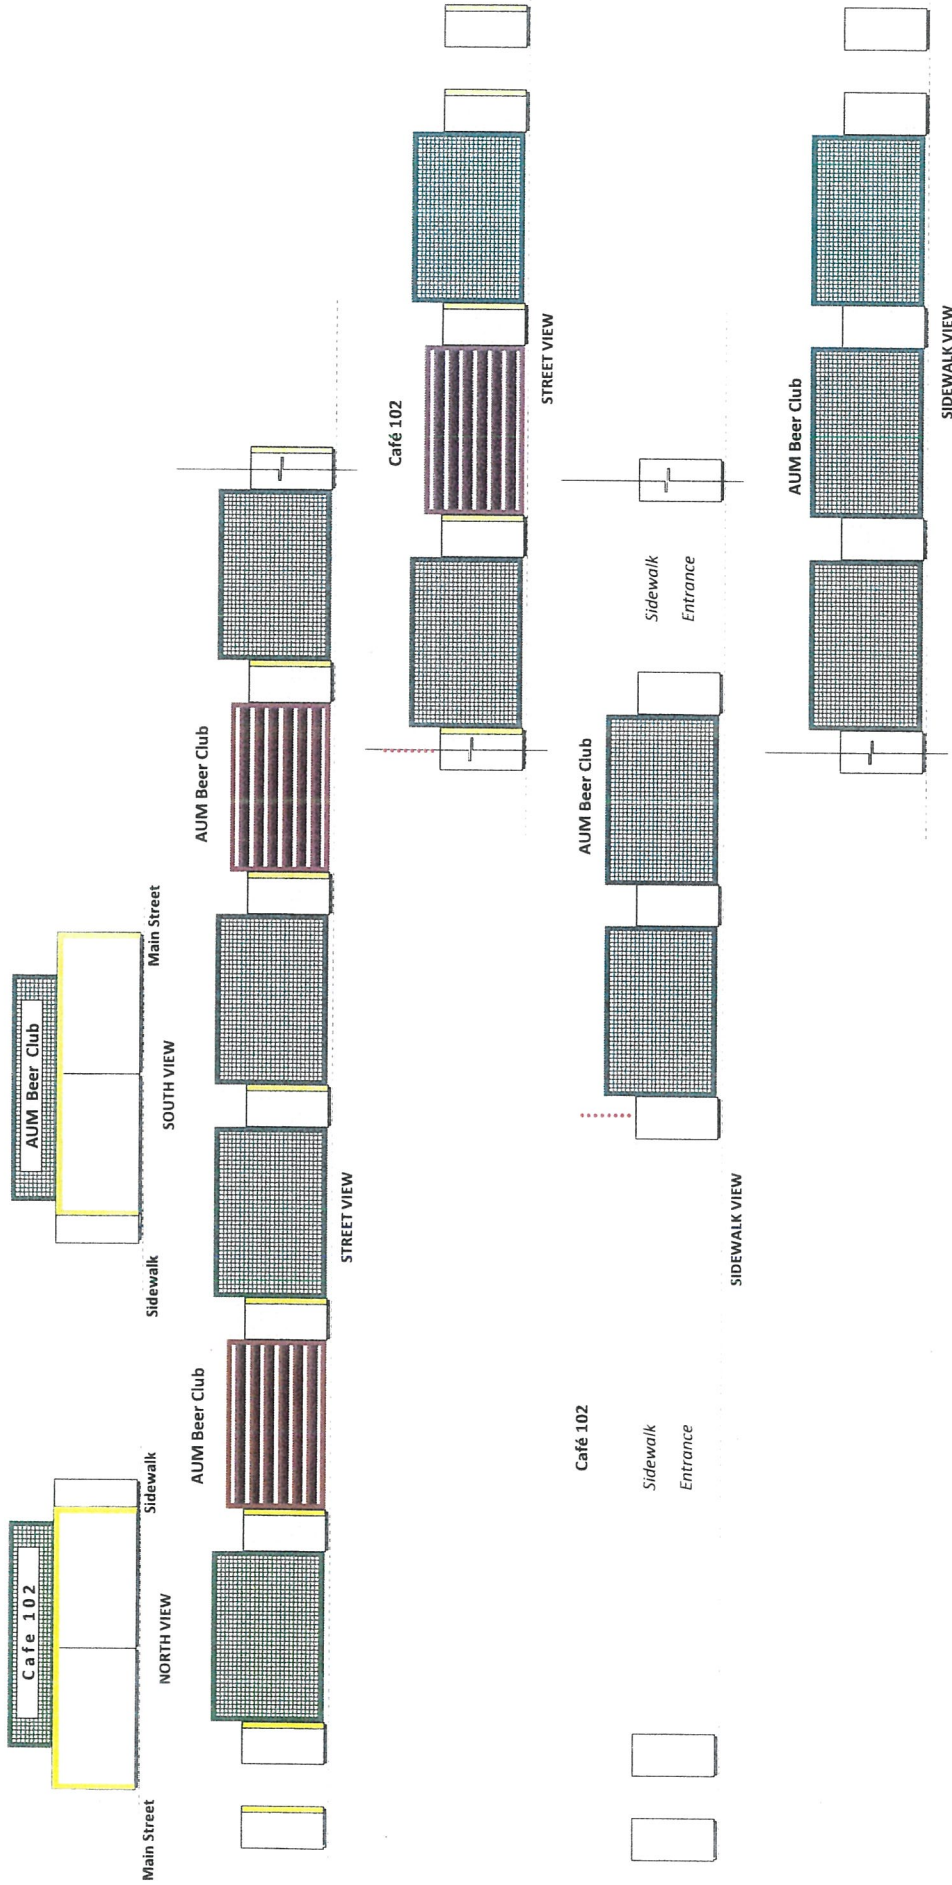 Cafe 102
Main Street
Sidewalk
NORTH VIEW
AUM Beer Club
Sidewalk
Main Street
SOUTH VIEW
AUM Beer Club
AUM Beer Club
STREET VIEW
Café 102
STREET VIEW
Café 102
Sidewalk
Entrance
AUM Beer Club
Sidewalk
Entrance
SIDEWALK VIEW
AUM Beer Club
SIDEWALK VIEW